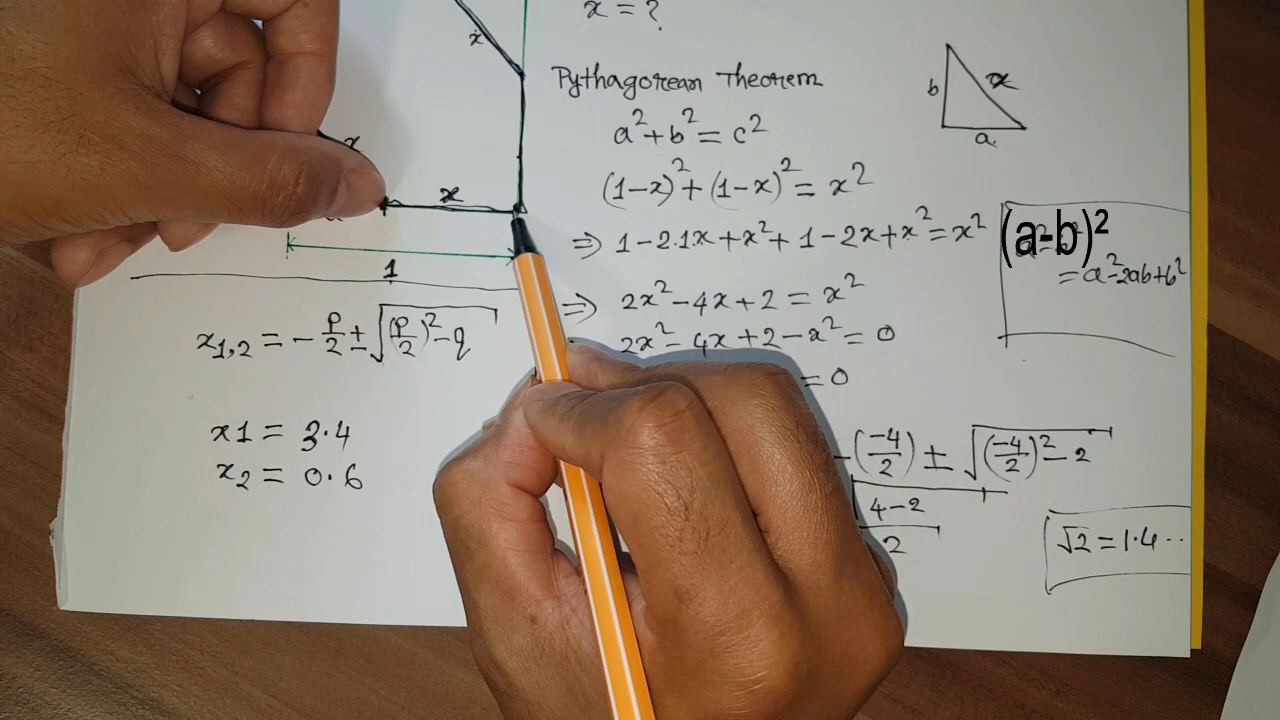 x = ?
Pythagorean Theorem
a² + b² = c²
(1-x)² + (1-x)² = x²
⇒ 1-2.1x+x²+1-2x+x²=x²
⇒ 2x²-4x+2 = x²
2x²-4x+2-x²=0
=0
-(-4/2) ± √((-4/2)²-2
4-2
2
√2=1.4..
b
x
a
(a-b)²
=a²-2ab+b²
x
x
x
1
x1,2 = -p/2 ± √((p/2)²-q
x1 = 3.4
x2 = 0.6